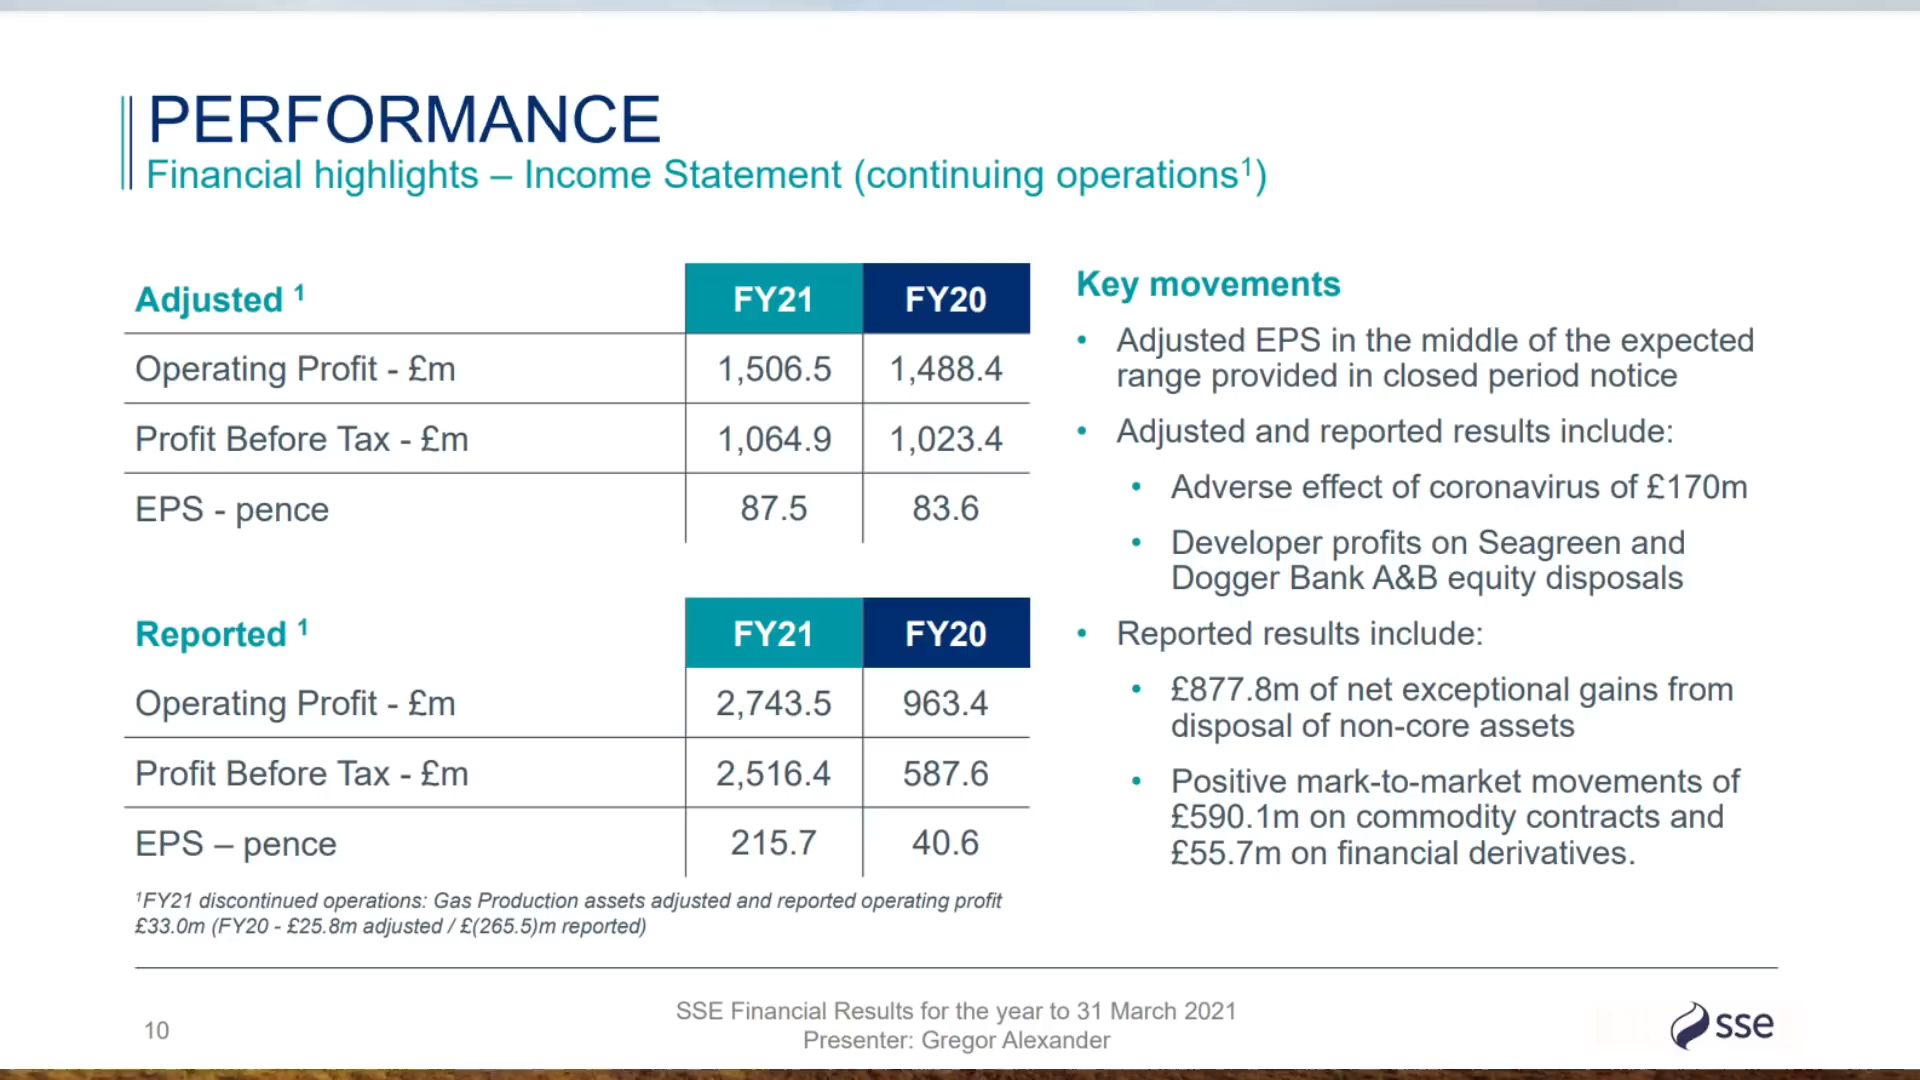 PERFORMANCE
Financial highlights – Income Statement (continuing operations¹)
Adjusted ¹ FY21 FY20
Operating Profit - £m 1,506.5 1,488.4
Profit Before Tax - £m 1,064.9 1,023.4
EPS - pence 87.5 83.6
Reported ¹ FY21 FY20
Operating Profit - £m 2,743.5 963.4
Profit Before Tax - £m 2,516.4 587.6
EPS – pence 215.7 40.6
¹FY21 discontinued operations: Gas Production assets adjusted and reported operating profit
£33.0m (FY20 - £25.8m adjusted / £(265.5)m reported)
Key movements
• Adjusted EPS in the middle of the expected
range provided in closed period notice
• Adjusted and reported results include:
• Adverse effect of coronavirus of £170m
• Developer profits on Seagreen and
Dogger Bank A&B equity disposals
• Reported results include:
• £877.8m of net exceptional gains from
disposal of non-core assets
• Positive mark-to-market movements of
£590.1m on commodity contracts and
£55.7m on financial derivatives.
10
SSE Financial Results for the year to 31 March 2021
Presenter: Gregor Alexander
sse